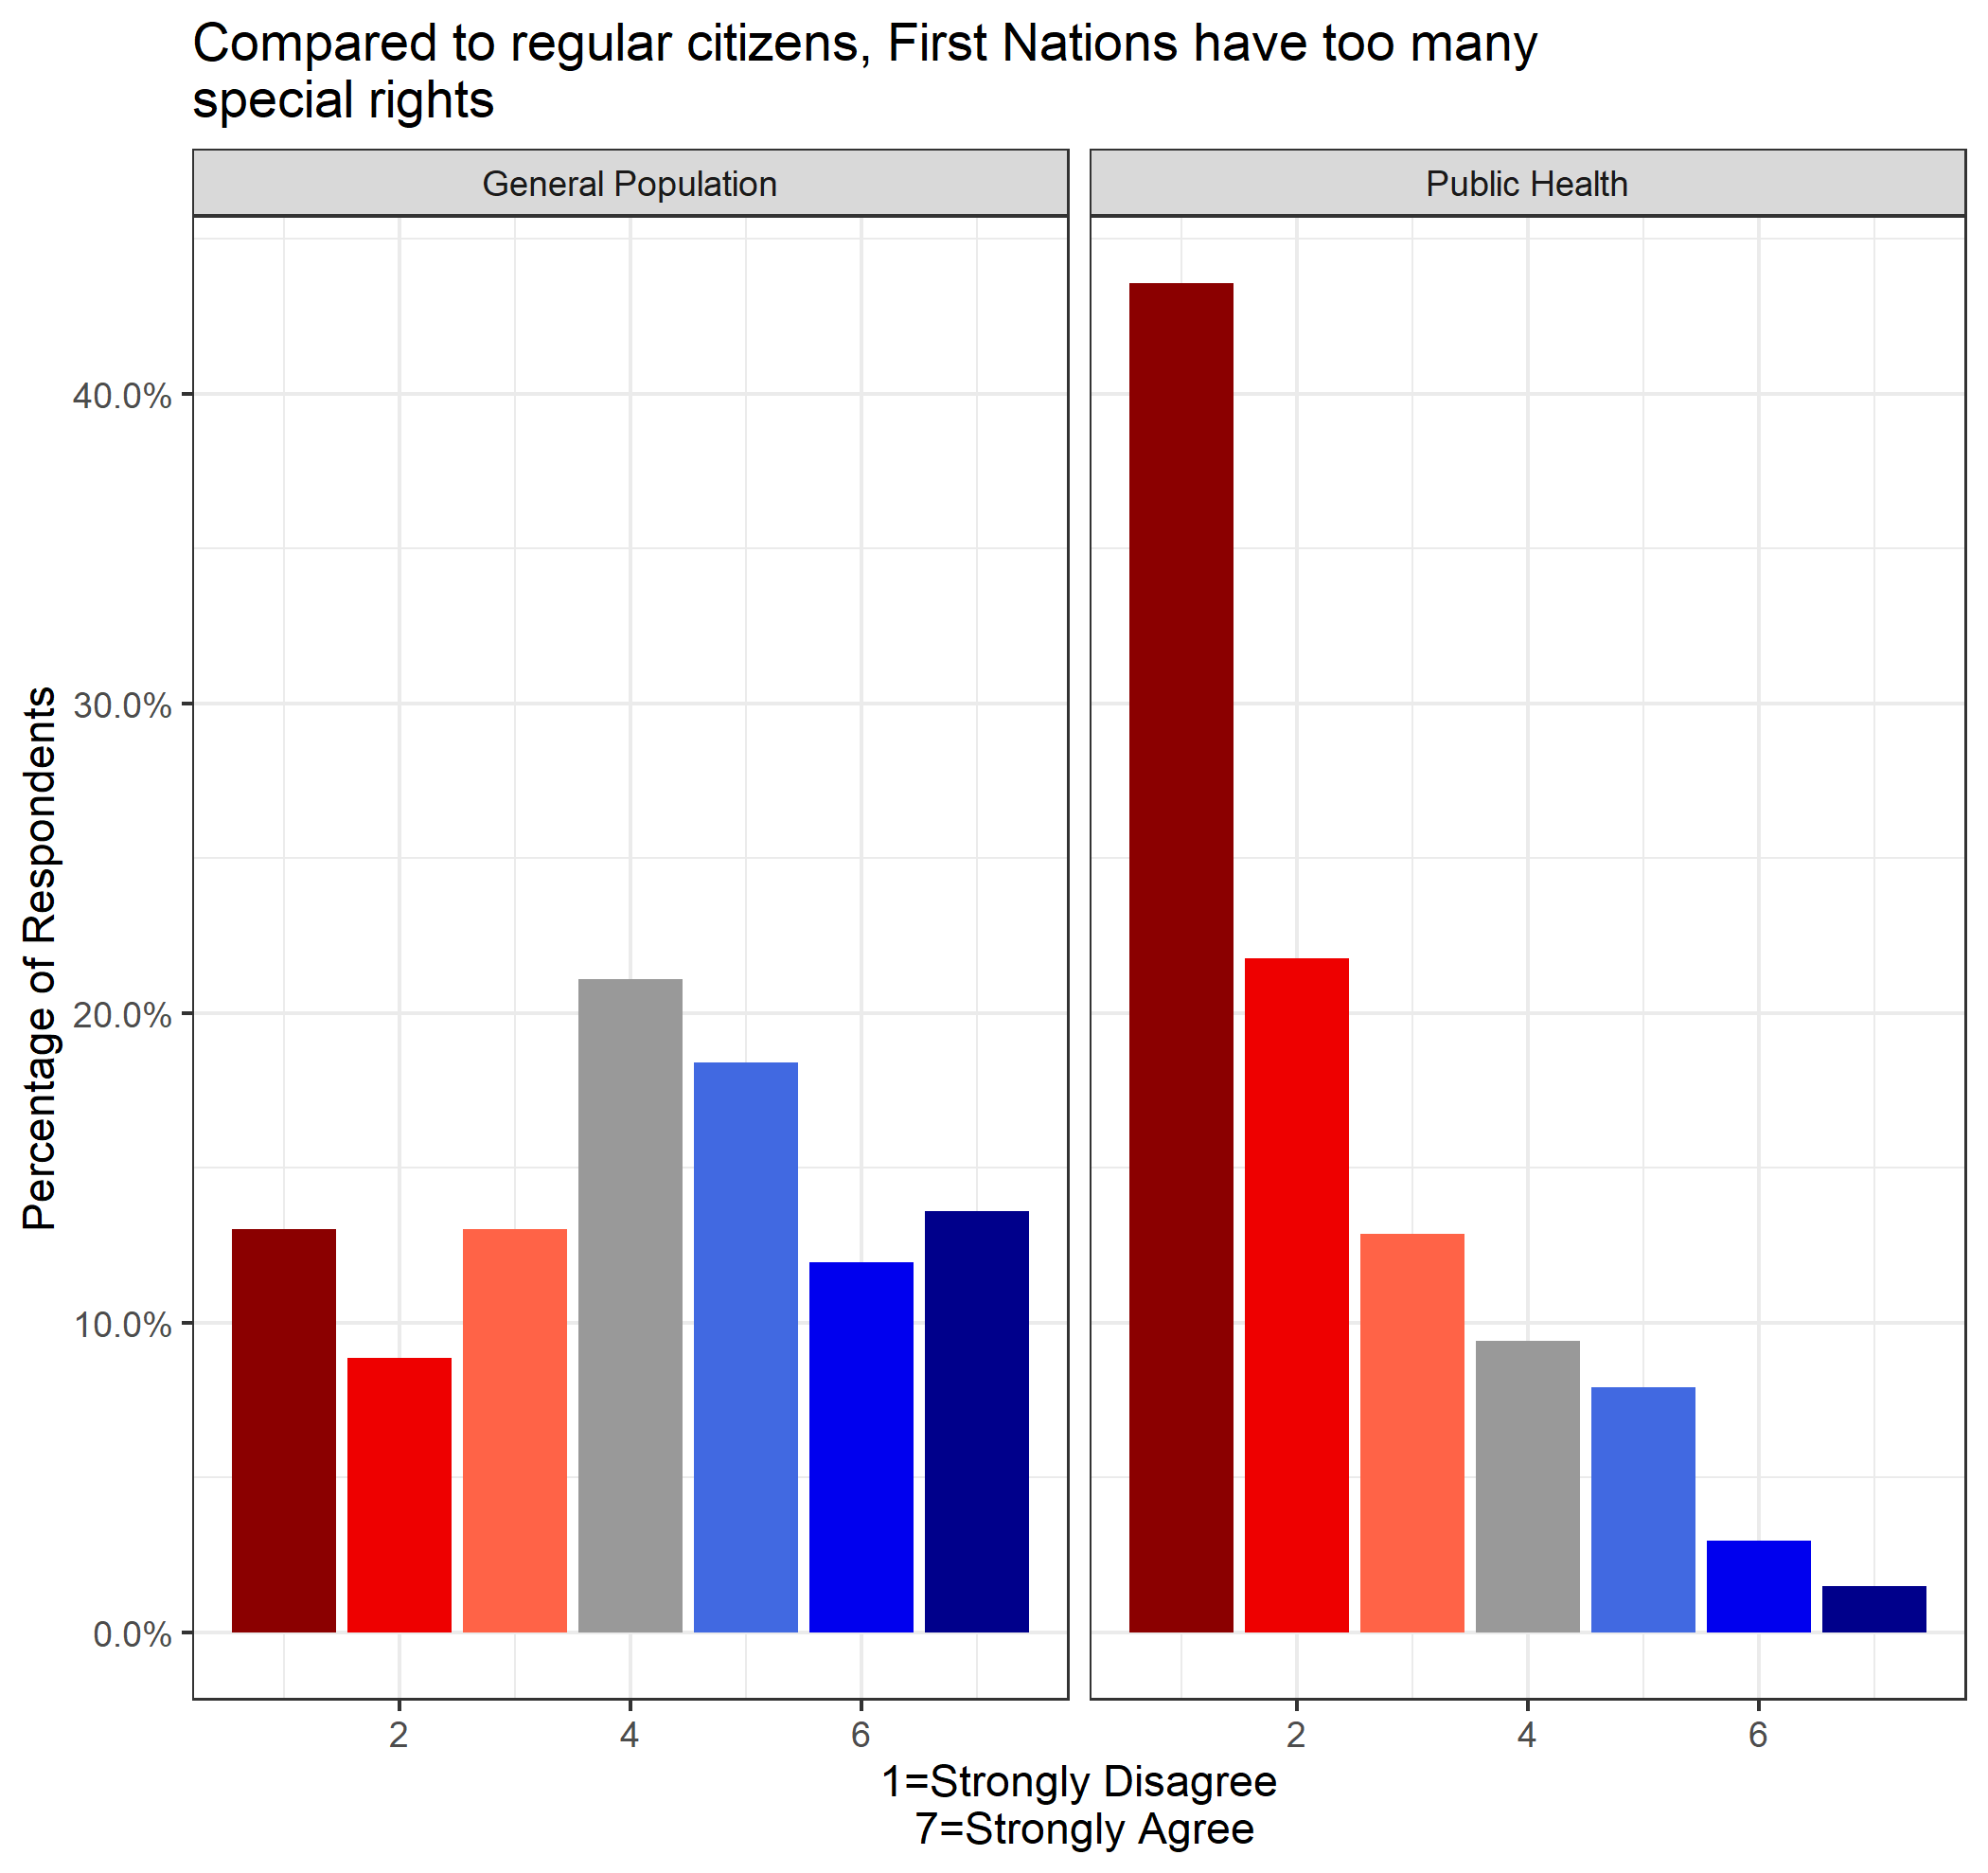 Compared to regular citizens, First Nations have too many
special rights
General Population
Public Health
Percentage of Respondents
40.0%
30.0%
20.0%
10.0%
0.0%
2
4
6
2
4
6
1=Strongly Disagree
7=Strongly Agree